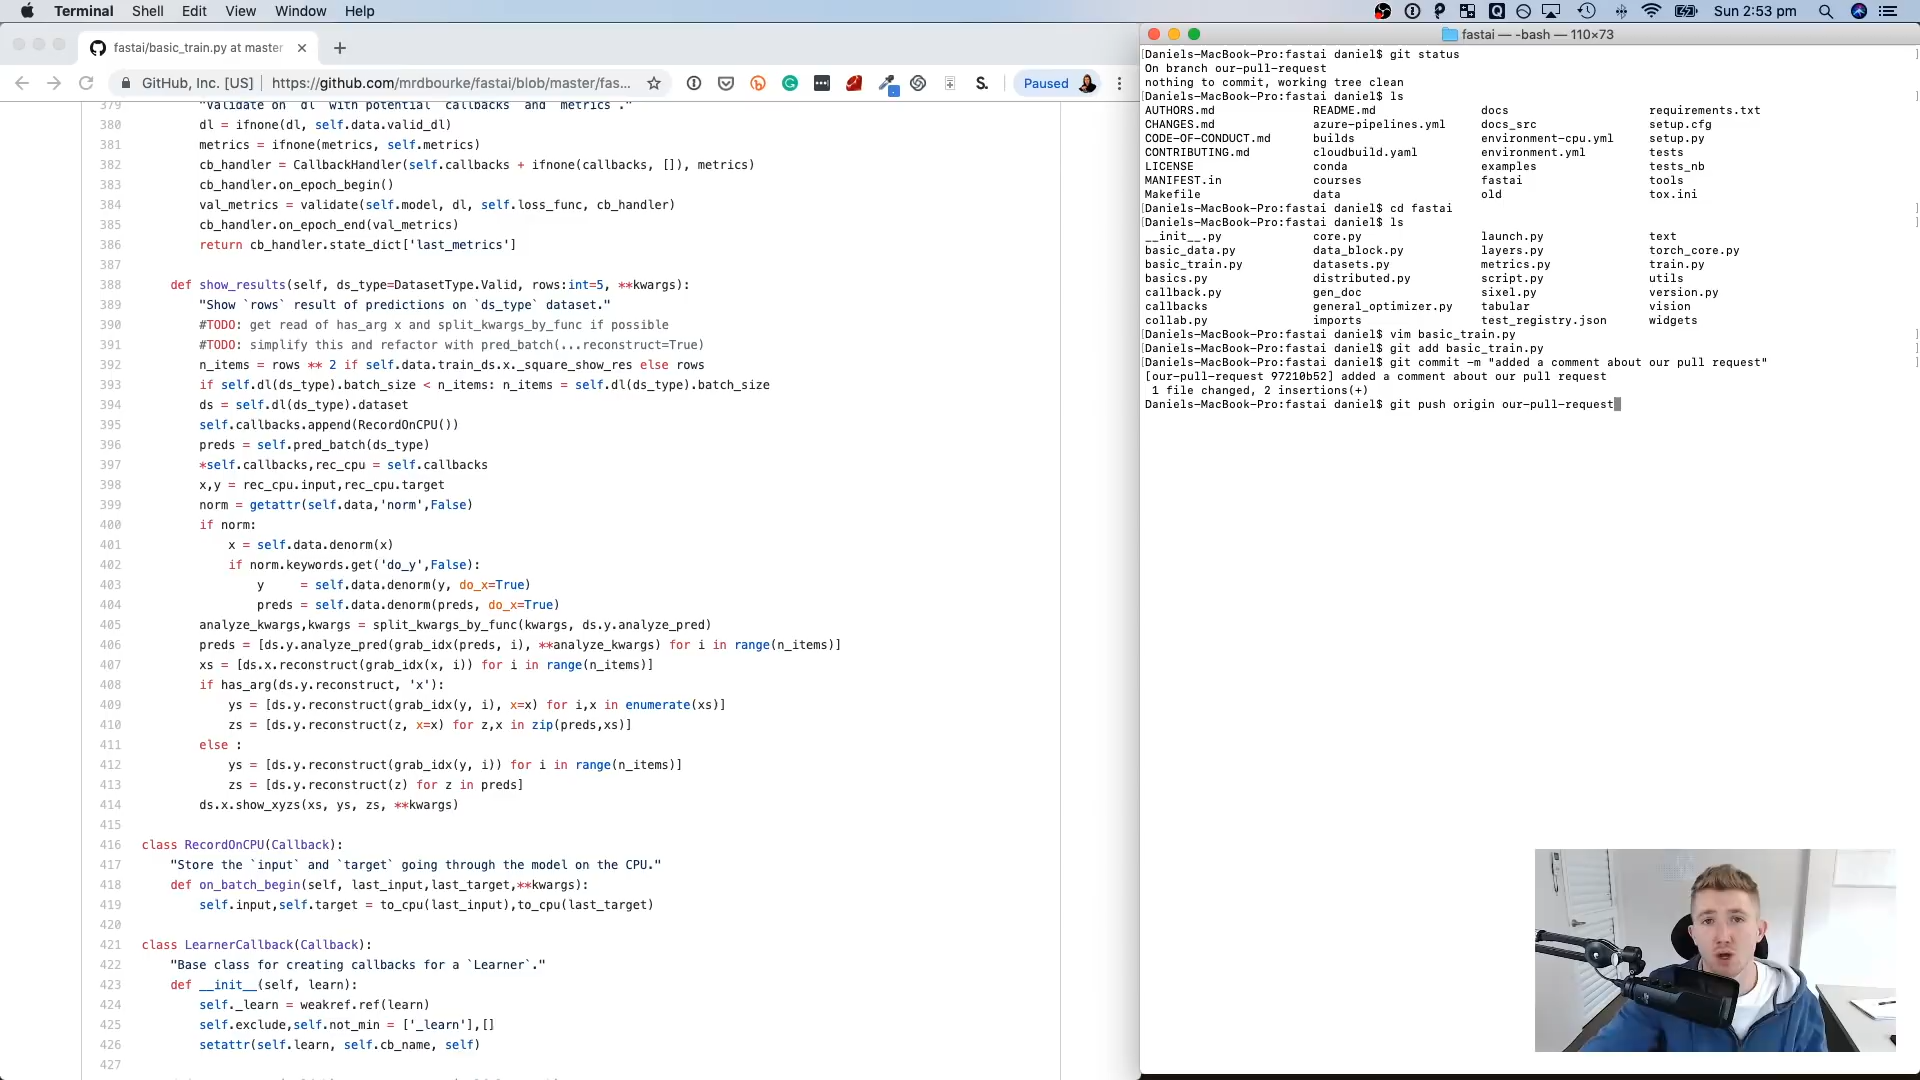 Terminal Shell Edit View Window Help
Sun 2:53 pm
fastai/basic_train.py at master
GitHub, Inc. [US] https://github.com/mrdbourke/fastai/blob/master/fas...
S.
Paused
379 "Validate on `dl` with potential `callbacks` and `metrics`."
380 dl = ifnone(dl, self.data.valid_dl)
381 metrics = ifnone(metrics, self.metrics)
382 cb_handler = CallbackHandler(self.callbacks + ifnone(callbacks, []), metrics)
383 cb_handler.on_epoch_begin()
384 val_metrics = validate(self.model, dl, self.loss_func, cb_handler)
385 cb_handler.on_epoch_end(val_metrics)
386 return cb_handler.state_dict['last_metrics']
387
388 def show_results(self, ds_type=DatasetType.Valid, rows:int=5, **kwargs):
389 "Show `rows` result of predictions on `ds_type` dataset."
390 #TODO: get read of has_arg x and split_kwargs_by_func if possible
391 #TODO: simplify this and refactor with pred_batch(...reconstruct=True)
392 n_items = rows ** 2 if self.data.train_ds.x._square_show_res else rows
393 if self.dl(ds_type).batch_size < n_items: n_items = self.dl(ds_type).batch_size
394 ds = self.dl(ds_type).dataset
395 self.callbacks.append(RecordOnCPU())
396 preds = self.pred_batch(ds_type)
397 *self.callbacks,rec_cpu = self.callbacks
398 x,y = rec_cpu.input,rec_cpu.target
399 norm = getattr(self.data,'norm',False)
400 if norm:
401 x = self.data.denorm(x)
402 if norm.keywords.get('do_y',False):
403 y = self.data.denorm(y, do_x=True)
404 preds = self.data.denorm(preds, do_x=True)
405 analyze_kwargs,kwargs = split_kwargs_by_func(kwargs, ds.y.analyze_pred)
406 preds = [ds.y.analyze_pred(grab_idx(preds, i), **analyze_kwargs) for i in range(n_items)]
407 xs = [ds.x.reconstruct(grab_idx(x, i)) for i in range(n_items)]
408 if has_arg(ds.y.reconstruct, 'x'):
409 ys = [ds.y.reconstruct(grab_idx(y, i), x=x) for i,x in enumerate(xs)]
410 zs = [ds.y.reconstruct(z, x=x) for z,x in zip(preds,xs)]
411 else :
412 ys = [ds.y.reconstruct(grab_idx(y, i)) for i in range(n_items)]
413 zs = [ds.y.reconstruct(z) for z in preds]
414 ds.x.show_xyzs(xs, ys, zs, **kwargs)
415
416 class RecordOnCPU(Callback):
417 "Store the `input` and `target` going through the model on the CPU."
418 def on_batch_begin(self, last_input,last_target,**kwargs):
419 self.input,self.target = to_cpu(last_input),to_cpu(last_target)
420
421 class LearnerCallback(Callback):
422 "Base class for creating callbacks for a `Learner`."
423 def __init__(self, learn):
424 self._learn = weakref.ref(learn)
425 self.exclude,self.not_min = ['_learn'],[]
426 setattr(self.learn, self.cb_name, self)
427
fastai — -bash — 110×73
[Daniels-MacBook-Pro:fastai daniel$ git status ]
On branch our-pull-request
nothing to commit, working tree clean
[Daniels-MacBook-Pro:fastai daniel$ ls ]
AUTHORS.md README.md docs requirements.txt
CHANGES.md azure-pipelines.yml docs_src setup.cfg
CODE-OF-CONDUCT.md builds environment-cpu.yml setup.py
CONTRIBUTING.md cloudbuild.yaml environment.yml tests
LICENSE conda examples tests_nb
MANIFEST.in courses fastai tools
Makefile data old tox.ini
[Daniels-MacBook-Pro:fastai daniel$ cd fastai ]
[Daniels-MacBook-Pro:fastai daniel$ ls ]
__init__.py core.py launch.py text
basic_data.py data_block.py layers.py torch_core.py
basic_train.py datasets.py metrics.py train.py
basics.py distributed.py script.py utils
callback.py gen_doc sixel.py version.py
callbacks general_optimizer.py tabular vision
collab.py imports test_registry.json widgets
[Daniels-MacBook-Pro:fastai daniel$ vim basic_train.py ]
[Daniels-MacBook-Pro:fastai daniel$ git add basic_train.py ]
[Daniels-MacBook-Pro:fastai daniel$ git commit -m "added a comment about our pull request" ]
[our-pull-request 97210b52] added a comment about our pull request
1 file changed, 2 insertions(+)
Daniels-MacBook-Pro:fastai daniel$ git push origin our-pull-request